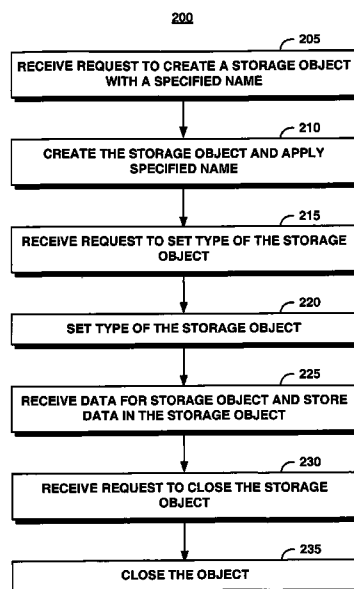 200
205
RECEIVE REQUEST TO CREATE A STORAGE OBJECT
WITH A SPECIFIED NAME
210
CREATE THE STORAGE OBJECT AND APPLY
SPECIFIED NAME
215
RECEIVE REQUEST TO SET TYPE OF THE STORAGE
OBJECT
220
SET TYPE OF THE STORAGE OBJECT
225
RECEIVE DATA FOR STORAGE OBJECT AND STORE
DATA IN THE STORAGE OBJECT
230
RECEIVE REQUEST TO CLOSE THE STORAGE
OBJECT
235
CLOSE THE OBJECT